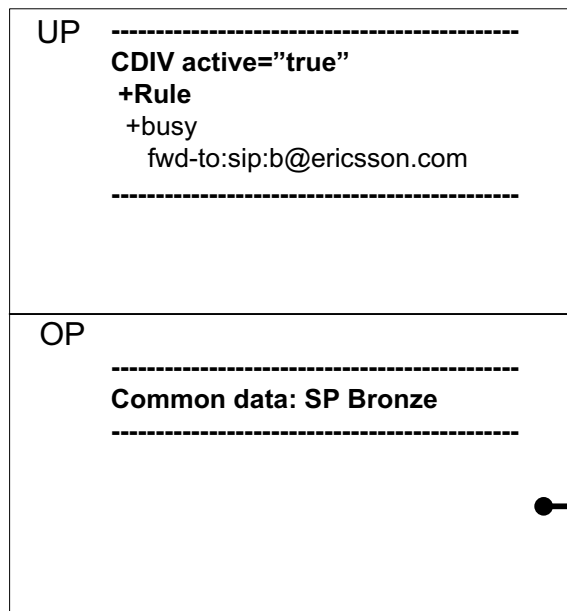 UP
----------------------------------------------
CDIV active=”true”
+Rule
+busy
fwd-to:sip:b@ericsson.com
----------------------------------------------
OP
----------------------------------------------
Common data: SP Bronze
----------------------------------------------